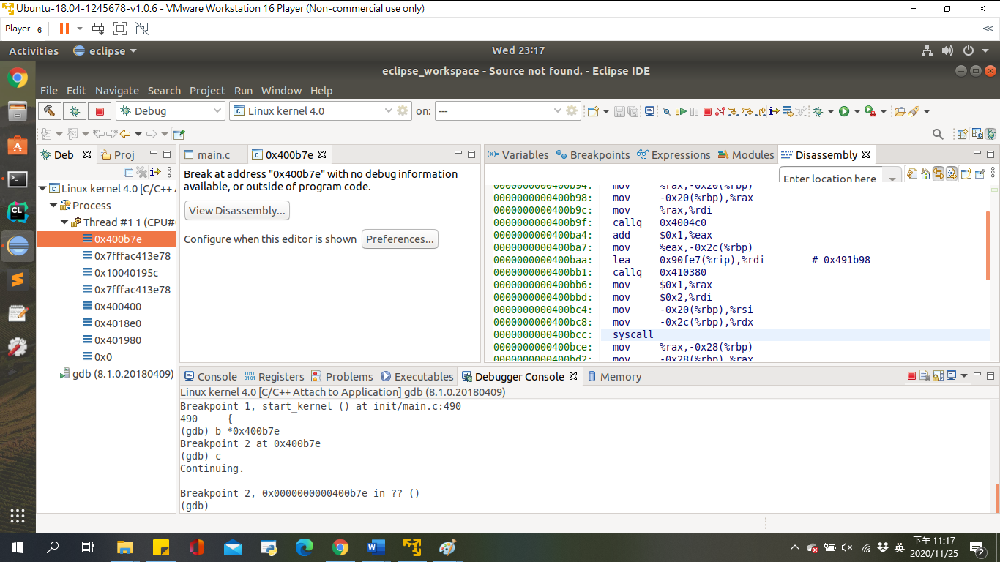 Ubuntu-18.04-1245678-v1.0.6 - VMware Workstation 16 Player (Non-commercial use only)
Player 6
Activities eclipse Wed 23:17
eclipse_workspace - Source not found. - Eclipse IDE
File Edit Navigate Search Project Run Window Help
Debug Linux kernel 4.0 on: ---
Deb Proj
Linux kernel 4.0 [C/C++ A
Process
Thread #1 1 (CPU#
0x400b7e
0x7fffac413e78
0x10040195c
0x7fffac413e78
0x400400
0x4018e0
0x401980
0x0
gdb (8.1.0.20180409)
main.c 0x400b7e
Break at address "0x400b7e" with no debug information
available, or outside of program code.
View Disassembly...
Configure when this editor is shown Preferences...
(x)= Variables Breakpoints Expressions Modules Disassembly
Enter location here
0000000000400b94: mov %rax,-0x20(%rbp)
0000000000400b98: mov -0x20(%rbp),%rax
0000000000400b9c: mov %rax,%rdi
0000000000400b9f: callq 0x4004c0
0000000000400ba4: add $0x1,%eax
0000000000400ba7: mov %eax,-0x2c(%rbp)
0000000000400baa: lea 0x90fe7(%rip),%rdi # 0x491b98
0000000000400bb1: callq 0x410380
0000000000400bb6: mov $0x1,%rax
0000000000400bbd: mov $0x2,%rdi
0000000000400bc4: mov -0x20(%rbp),%rsi
0000000000400bc8: mov -0x2c(%rbp),%rdx
0000000000400bcc: syscall
0000000000400bce: mov %rax,-0x28(%rbp)
0000000000400bd2: mov -0x28(%rbp),%rax
Console Registers Problems Executables Debugger Console Memory
Linux kernel 4.0 [C/C++ Attach to Application] gdb (8.1.0.20180409)
Breakpoint 1, start_kernel () at init/main.c:490
490 {
(gdb) b *0x400b7e
Breakpoint 2 at 0x400b7e
(gdb) c
Continuing.
Breakpoint 2, 0x0000000000400b7e in ?? ()
(gdb)
英 下午 11:17
2020/11/25
2